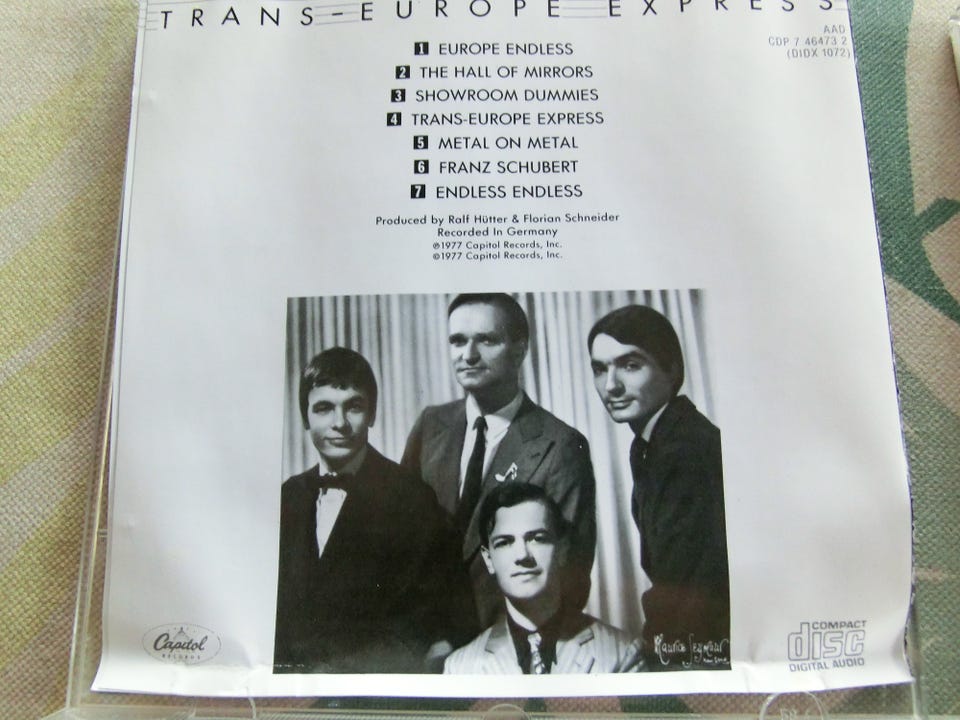 TRANS-EUROPE EXPRESS
AAD
CDP 7 46473 2
(DIDX 1072)
1 EUROPE ENDLESS
2 THE HALL OF MIRRORS
3 SHOWROOM DUMMIES
4 TRANS-EUROPE EXPRESS
5 METAL ON METAL
6 FRANZ SCHUBERT
7 ENDLESS ENDLESS
Produced by Ralf Hütter & Florian Schneider
Recorded In Germany
℗1977 Capitol Records, Inc.
©1977 Capitol Records, Inc.
Maurice Seymour
Capitol
RECORDS
COMPACT
disc
DIGITAL AUDIO